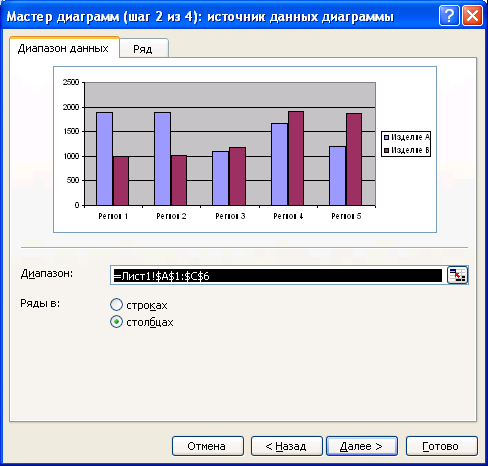 Мастер диаграмм (шаг 2 из 4): источник данных диаграммы
Диапазон данных
Ряд
2500
2000
1500
1000
500
0
Регион 1 Регион 2 Регион 3 Регион 4 Регион 5
Изделие А
Изделие В
Диапазон:
=Лист1!$A$1:$C$6
Ряды в:
строках
столбцах
Отмена
< Назад
Далее >
Готово